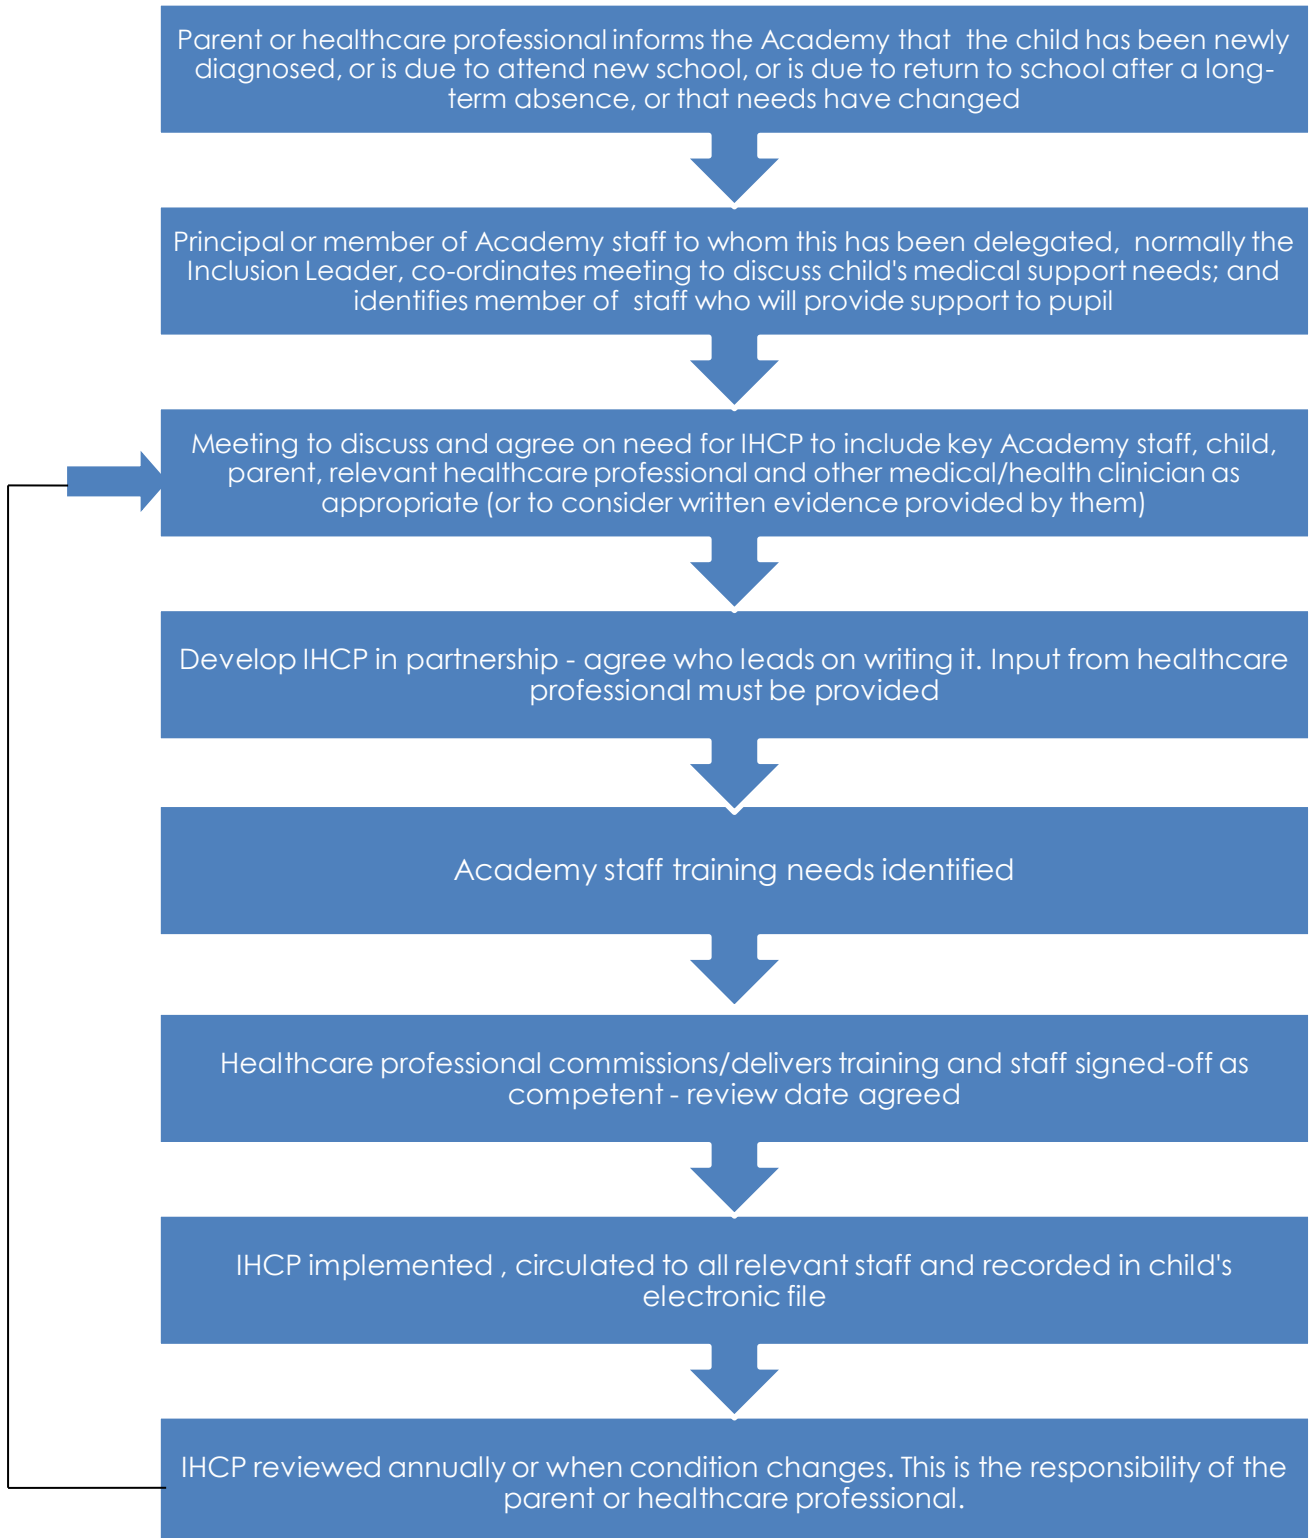 Parent or healthcare professional informs the Academy that the child has been newly
diagnosed, or is due to attend new school, or is due to return to school after a long-
term absence, or that needs have changed
Principal or member of Academy staff to whom this has been delegated, normally the
Inclusion Leader, co-ordinates meeting to discuss child's medical support needs; and
identifies member of staff who will provide support to pupil
Meeting to discuss and agree on need for IHCP to include key Academy staff, child,
parent, relevant healthcare professional and other medical/health clinician as
appropriate (or to consider written evidence provided by them)
Develop IHCP in partnership - agree who leads on writing it. Input from healthcare
professional must be provided
Academy staff training needs identified
Healthcare professional commissions/delivers training and staff signed-off as
competent - review date agreed
IHCP implemented , circulated to all relevant staff and recorded in child's
electronic file
IHCP reviewed annually or when condition changes. This is the responsibility of the
parent or healthcare professional.